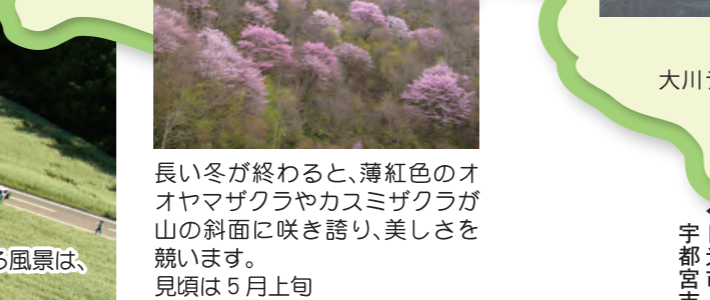 長い冬が終わると、薄紅色のオ
オヤマザクラやカスミザクラが
山の斜面に咲き誇り、美しさを
競います。
見頃は５月上旬
る風景は、
大川
宇都宮市